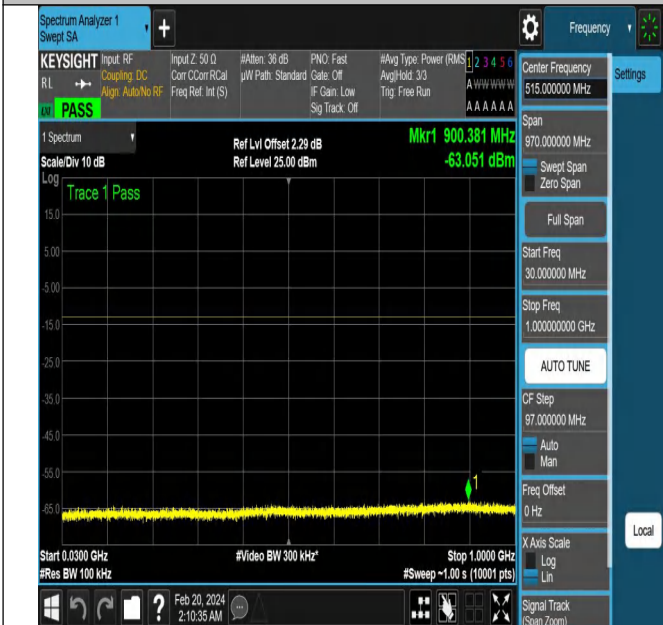 Spectrum Analyzer 1
Swept SA
+
Frequency
KEYSIGHT
RL
PASS
Input: RF
Coupling: DC
Align: Auto/No RF
Input Z: 50 Ω
Corr CCorr RCal
Freq Ref: Int (S)
#Atten: 36 dB
µW Path: Standard
PNO: Fast
Gate: Off
IF Gain: Low
Sig Track: Off
#Avg Type: Power (RMS
Avg|Hold: 3/3
Trig: Free Run
1 2 3 4 5 6
A W W W W W
A A A A A A
1 Spectrum
Scale/Div 10 dB
Log
Ref Lvl Offset 2.29 dB
Ref Level 25.00 dBm
Mkr1 900.381 MHz
-63.051 dBm
Trace 1 Pass
15.0
5.00
-5.00
-15.0
-25.0
-35.0
-45.0
-55.0
-65.0
1
Start 0.0300 GHz
#Res BW 100 kHz
#Video BW 300 kHz*
Stop 1.0000 GHz
#Sweep ~1.00 s (10001 pts)
?
Feb 20, 2024
2:10:35 AM
Center Frequency
515.000000 MHz
Settings
Span
970.000000 MHz
Swept Span
Zero Span
Full Span
Start Freq
30.000000 MHz
Stop Freq
1.000000000 GHz
AUTO TUNE
CF Step
97.000000 MHz
Auto
Man
Freq Offset
0 Hz
Local
X Axis Scale
Log
Lin
Signal Track
(Span Zoom)